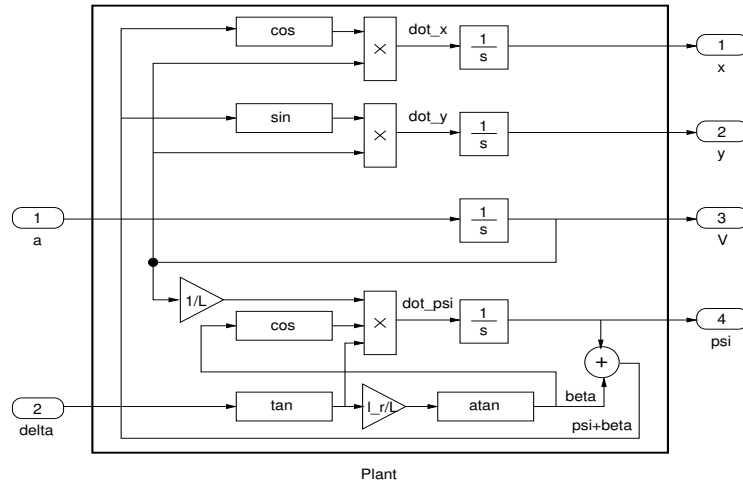 cos
×
dot_x
1
s
1
x
sin
×
dot_y
1
s
2
y
1
a
1
s
3
V
1/L
cos
×
dot_psi
1
s
4
psi
+
2
delta
tan
l_r/L
atan
beta
psi+beta
Plant